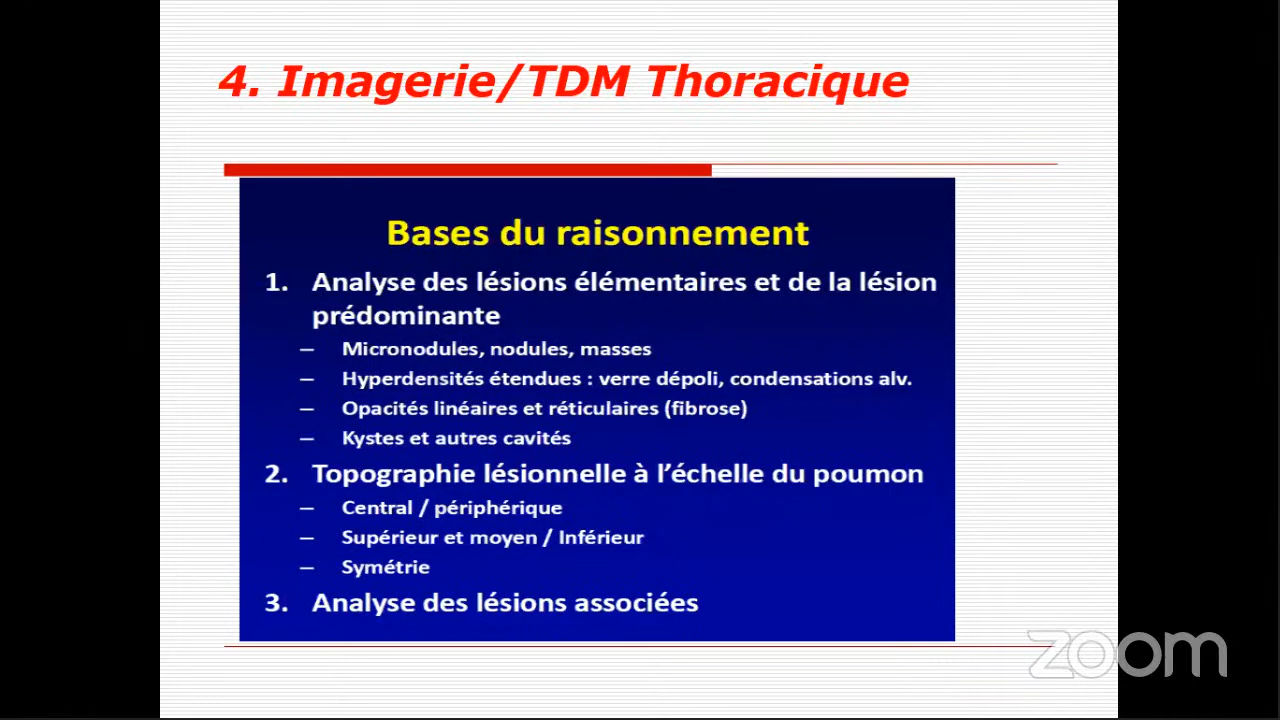 4. Imagerie/TDM Thoracique
Bases du raisonnement
1. Analyse des lésions élémentaires et de la lésion
prédominante
– Micronodules, nodules, masses
– Hyperdensités étendues : verre dépoli, condensations alv.
– Opacités linéaires et réticulaires (fibrose)
– Kystes et autres cavités
2. Topographie lésionnelle à l’échelle du poumon
– Central / périphérique
– Supérieur et moyen / Inférieur
– Symétrie
3. Analyse des lésions associées
zoom